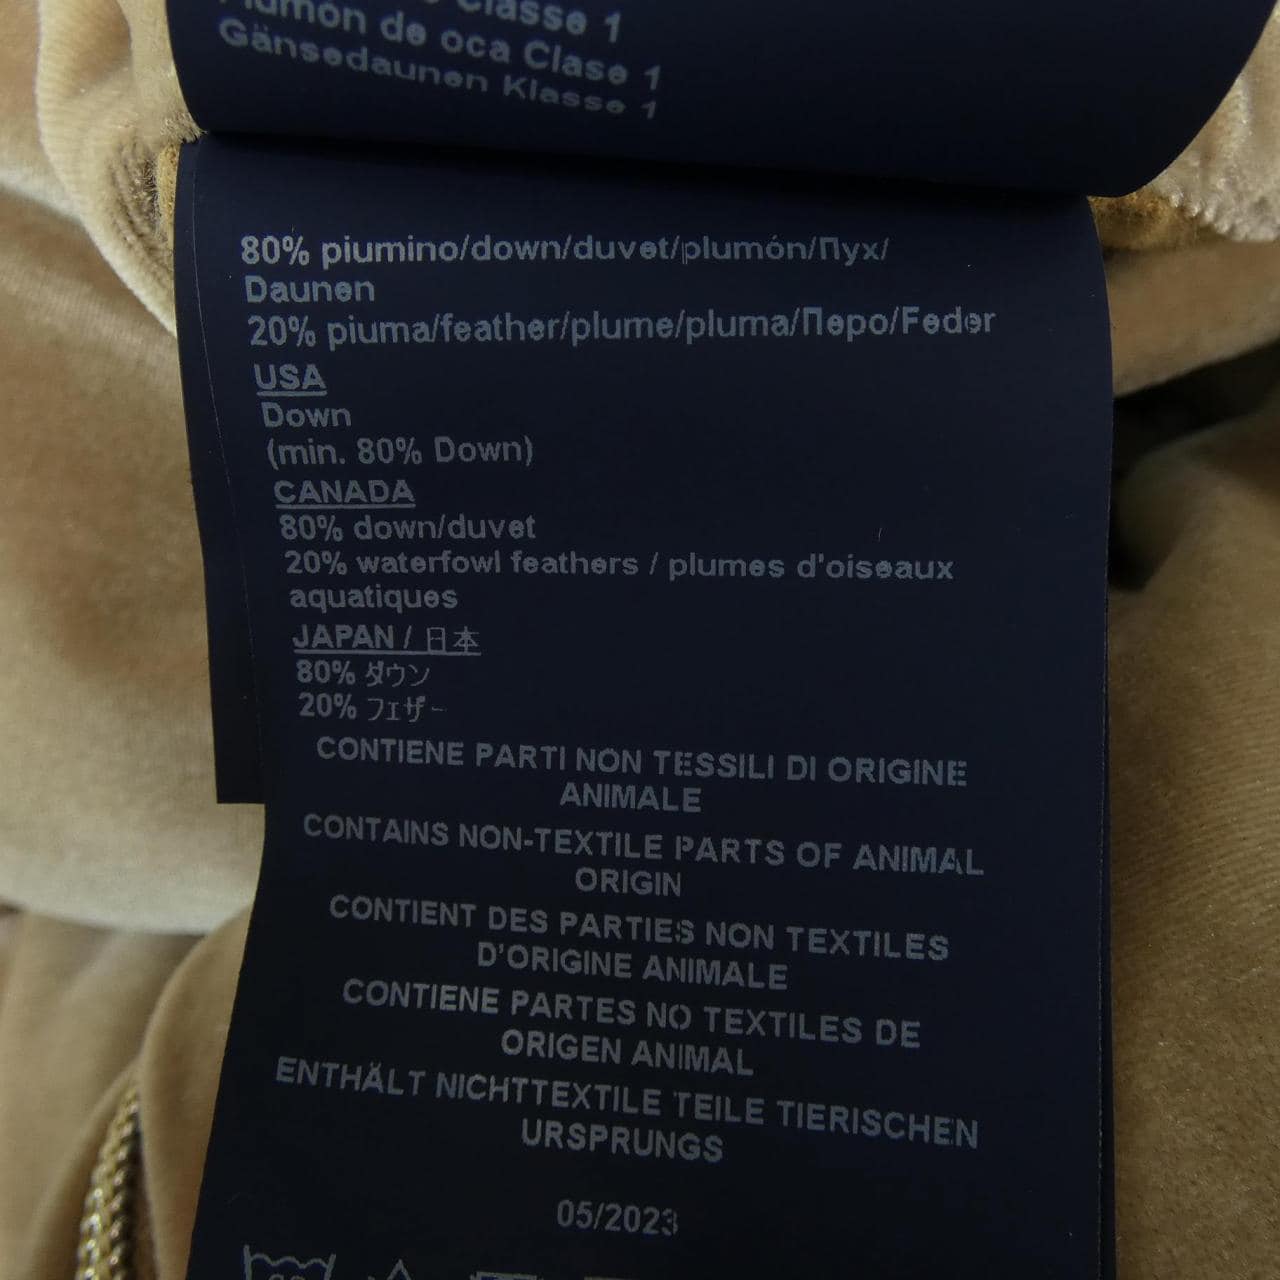 Classe 1
Plumón de oca Clase 1
Gänsedaunen Klasse 1
80% piumino/down/duvet/plumón/Пух/
Daunen
20% piuma/feather/plume/pluma/Перо/Feder
USA
Down
(min. 80% Down)
CANADA
80% down/duvet
20% waterfowl feathers / plumes d'oiseaux
aquatiques
JAPAN / 日本
80% ダウン
20% フェザー
CONTIENE PARTI NON TESSILI DI ORIGINE
ANIMALE
CONTAINS NON-TEXTILE PARTS OF ANIMAL
ORIGIN
CONTIENT DES PARTIES NON TEXTILES
D'ORIGINE ANIMALE
CONTIENE PARTES NO TEXTILES DE
ORIGEN ANIMAL
ENTHÄLT NICHTTEXTILE TEILE TIERISCHEN
URSPRUNGS
05/2023